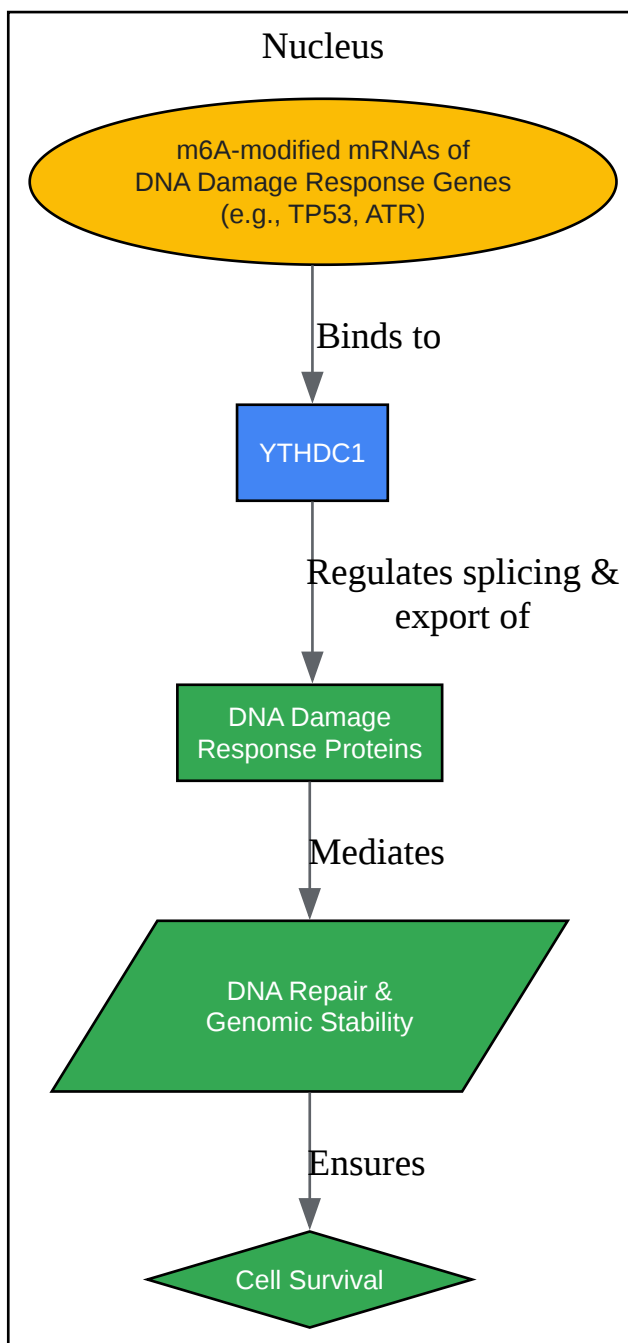 Nucleus
m6A-modified mRNAs of
DNA Damage Response Genes
(e.g., TP53, ATR)
Binds to
YTHDC1
Regulates splicing &
export of
DNA Damage
Response Proteins
Mediates
DNA Repair &
Genomic Stability
Ensures
Cell Survival